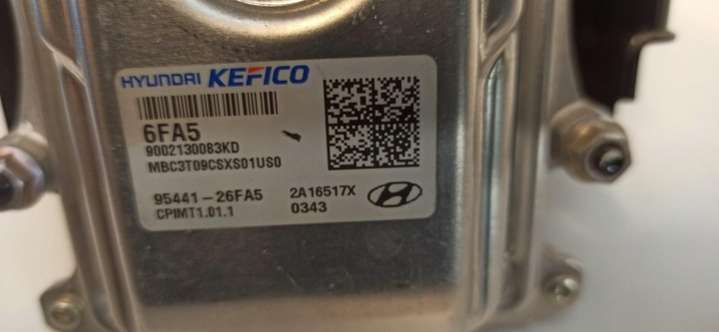 HYUNDAI KEFICO
6FA5
9002130083KD
MBC3T09CSXS01US0
95441-26FA5 2A16517X
CPIMT1.01.1 0343